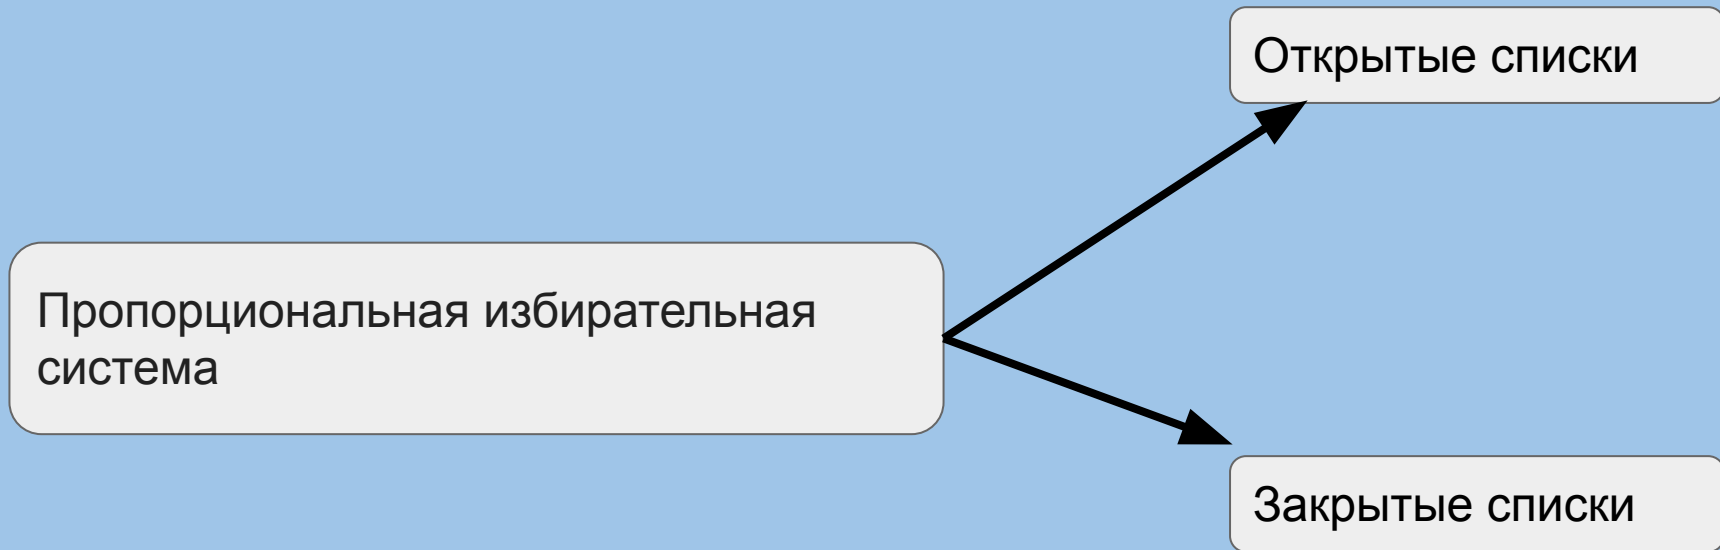 Открытые списки
Пропорциональная избирательная
система
Закрытые списки